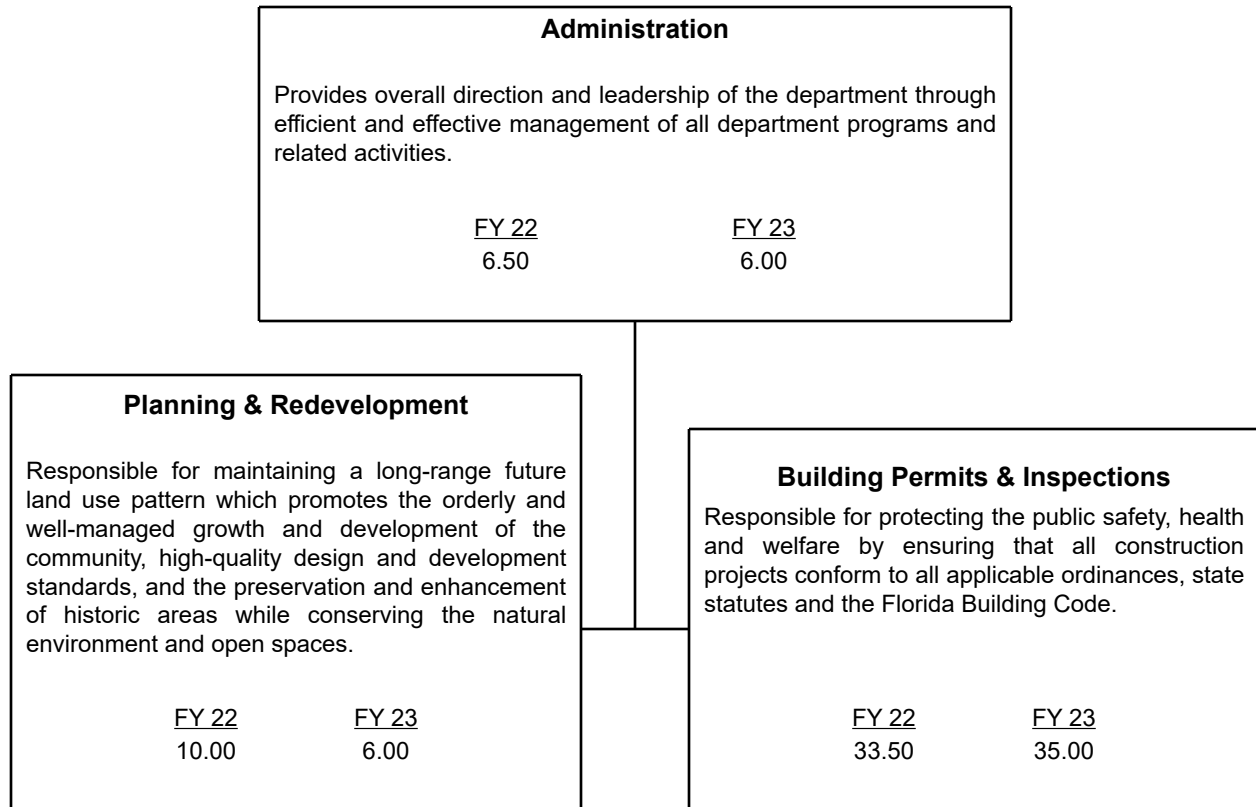 Administration
Provides overall direction and leadership of the department through
efficient and effective management of all department programs and
related activities.
FY 22 FY 23
6.50 6.00
Planning & Redevelopment
Responsible for maintaining a long-range future
land use pattern which promotes the orderly and
well-managed growth and development of the
community, high-quality design and development
standards, and the preservation and enhancement
of historic areas while conserving the natural
environment and open spaces.
FY 22 FY 23
10.00 6.00
Building Permits & Inspections
Responsible for protecting the public safety, health
and welfare by ensuring that all construction
projects conform to all applicable ordinances, state
statutes and the Florida Building Code.
FY 22 FY 23
33.50 35.00